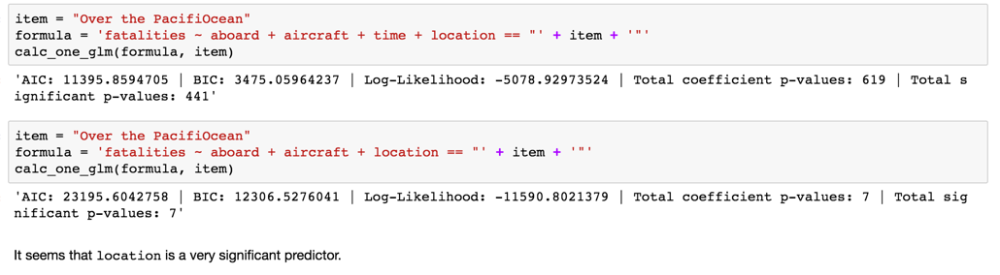 item = "Over the PacifiOcean"
formula = 'fatalities ~ aboard + aircraft + time + location == "' + item + '"'
calc_one_glm(formula, item)
'AIC: 11395.8594705 | BIC: 3475.05964237 | Log-Likelihood: -5078.92973524 | Total coefficient p-values: 619 | Total s
ignificant p-values: 441'
item = "Over the PacifiOcean"
formula = 'fatalities ~ aboard + aircraft + location == "' + item + '"'
calc_one_glm(formula, item)
'AIC: 23195.6042758 | BIC: 12306.5276041 | Log-Likelihood: -11590.8021379 | Total coefficient p-values: 7 | Total sig
nificant p-values: 7'
It seems that location is a very significant predictor.